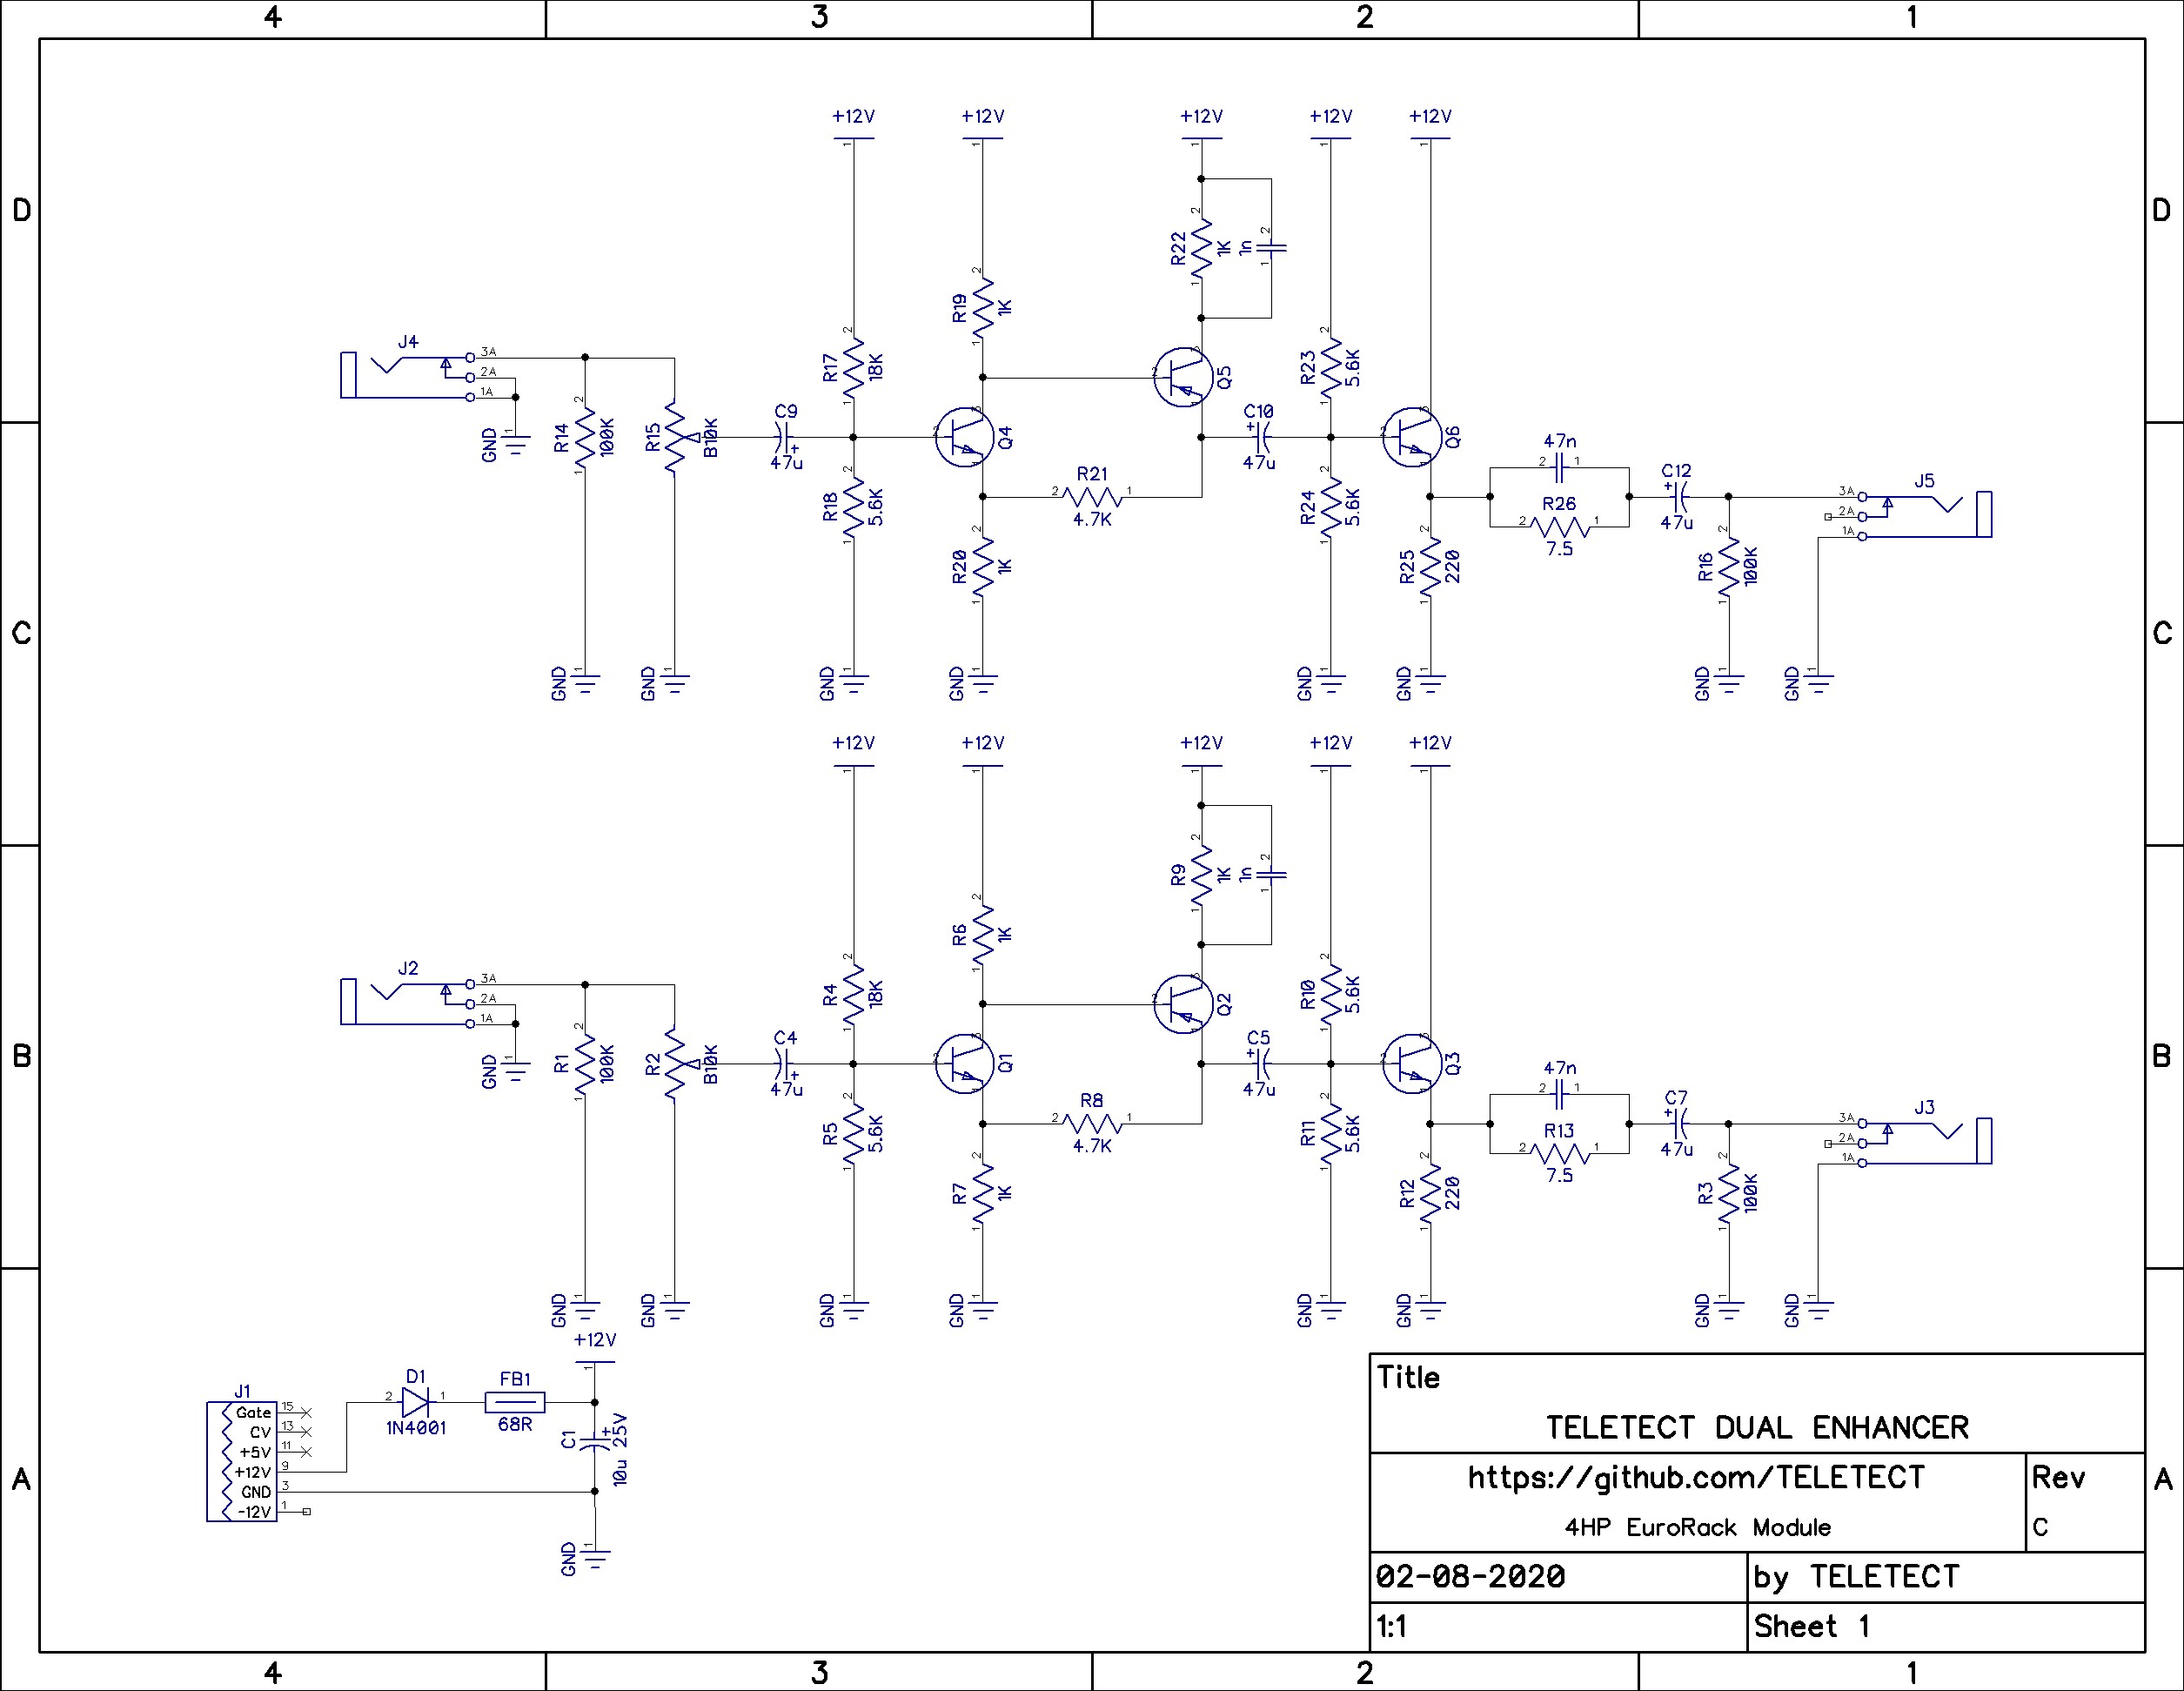 4 3 2 1
D
C
B
A
D
C
B
A
+12V +12V +12V +12V +12V
J4
3A
2A
1A
GND
R14
100K
GND
R15
B10K
GND
C9
47u
R17
18K
R18
5.6K
GND
R19
1K
Q4
R20
1K
GND
R21
4.7K
R22
1K
1n
Q5
C10
47u
R23
5.6K
R24
5.6K
GND
Q6
R25
220
GND
47n
R26
7.5
C12
47u
R16
100K
GND
J5
3A
2A
1A
GND
+12V +12V +12V +12V +12V
J2
3A
2A
1A
GND
R1
100K
GND
R2
B10K
GND
C4
47u
R4
18K
R5
5.6K
GND
R6
1K
Q1
R7
1K
GND
R8
4.7K
R9
1K
1n
Q2
C5
47u
R10
5.6K
R11
5.6K
GND
Q3
R12
220
GND
47n
R13
7.5
C7
47u
R3
100K
GND
J3
3A
2A
1A
GND
J1
Gate 15
CV 13
+5V 11
+12V 9
GND 3
-12V 1
2 D1 1
1N4001
FB1
68R
+12V
C1
10u 25V
GND
Title
TELETECT DUAL ENHANCER
https://github.com/TELETECT
4HP EuroRack Module
Rev
C
02-08-2020
by TELETECT
1:1
Sheet 1
4 3 2 1